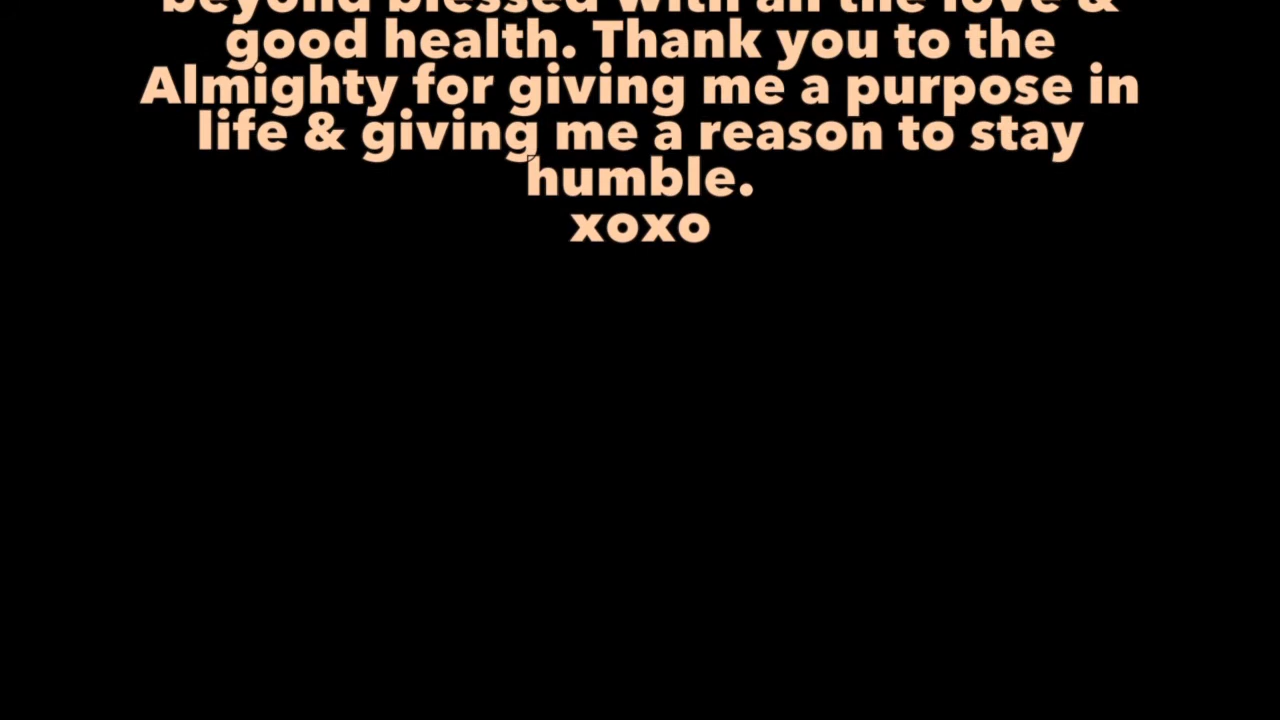 beyond blessed with all the love &
good health. Thank you to the
Almighty for giving me a purpose in
life & giving me a reason to stay
humble.
xoxo